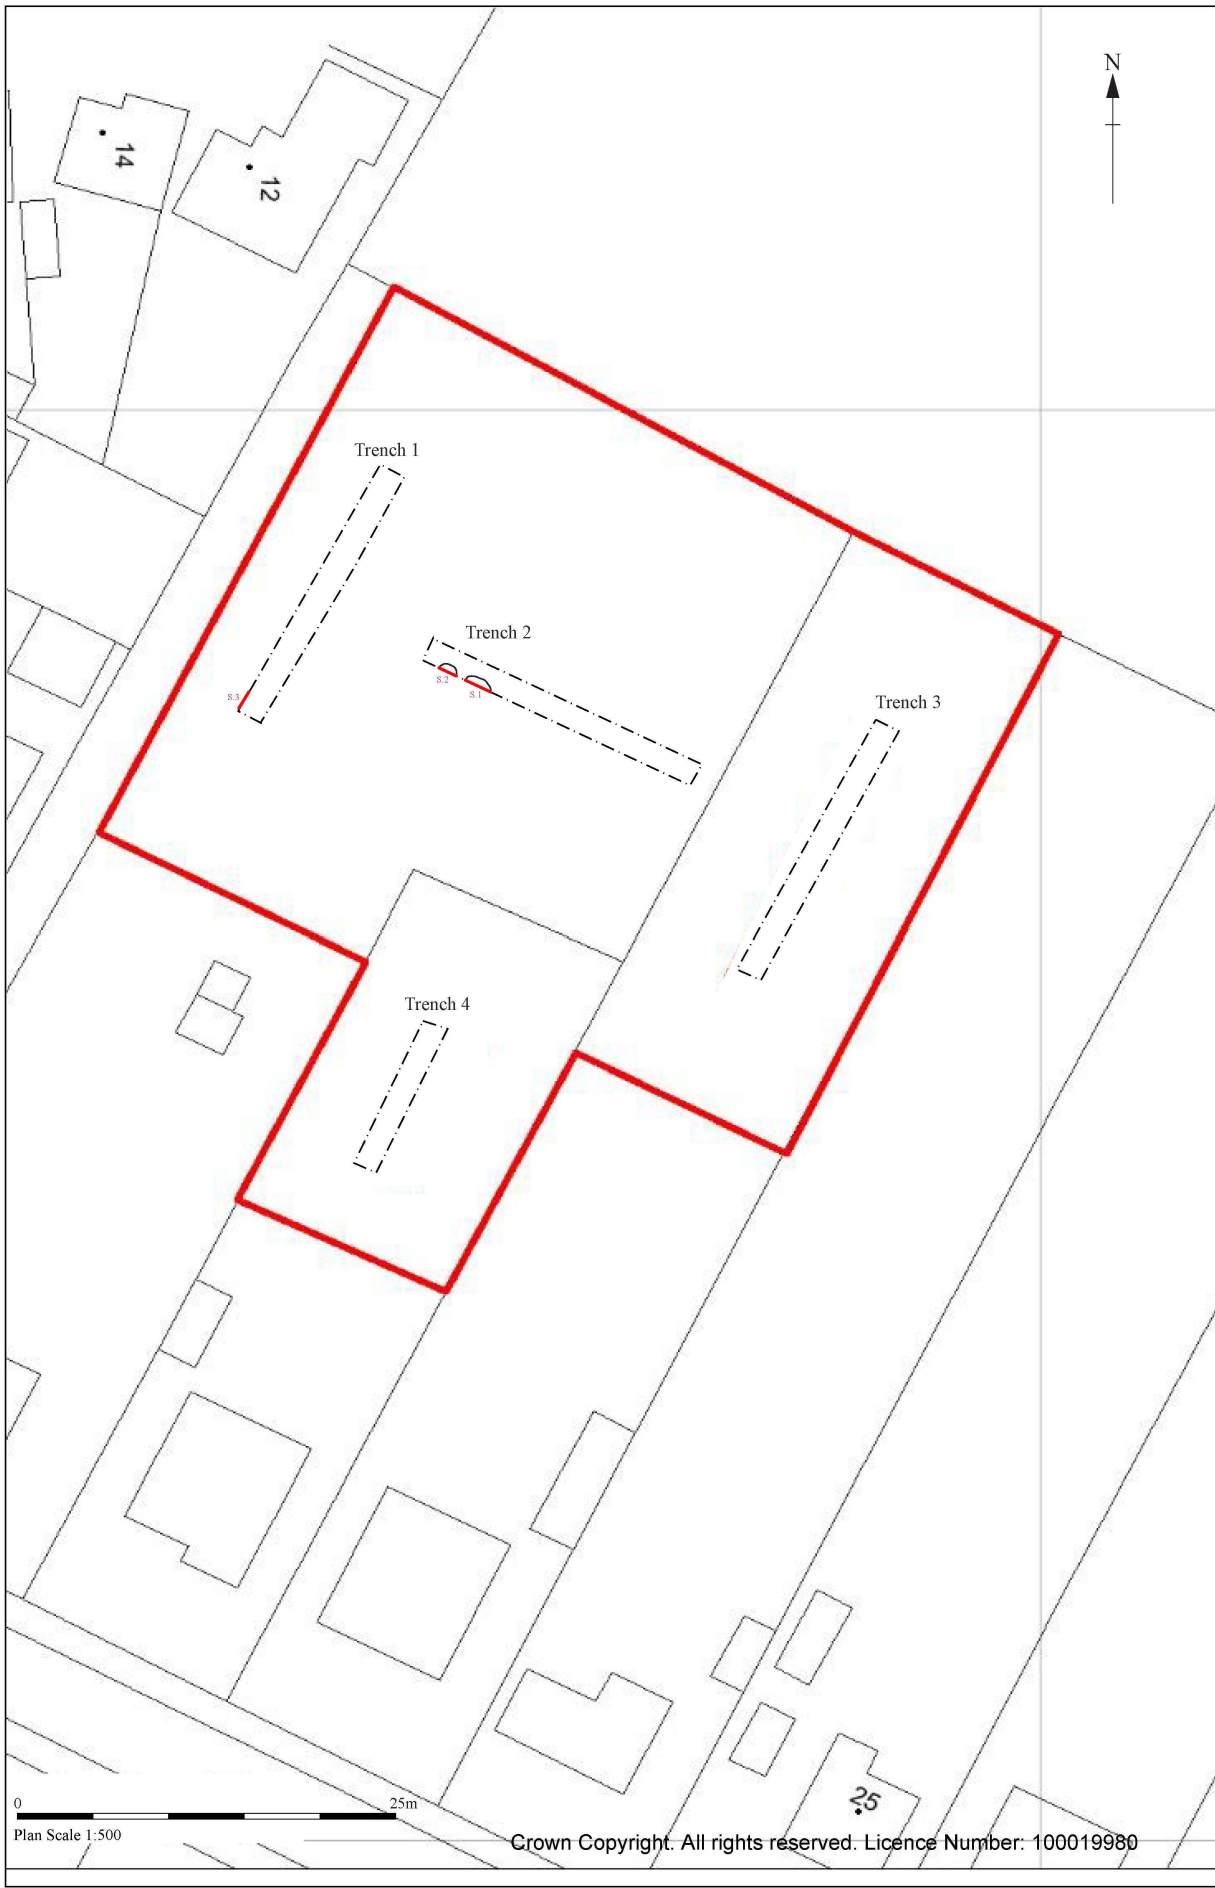 N
14
12
Trench 1
Trench 2
S.2
S.1
S.3
Trench 3
Trench 4
25
0 25m
Plan Scale 1:500
Crown Copyright. All rights reserved. Licence Number: 100019980